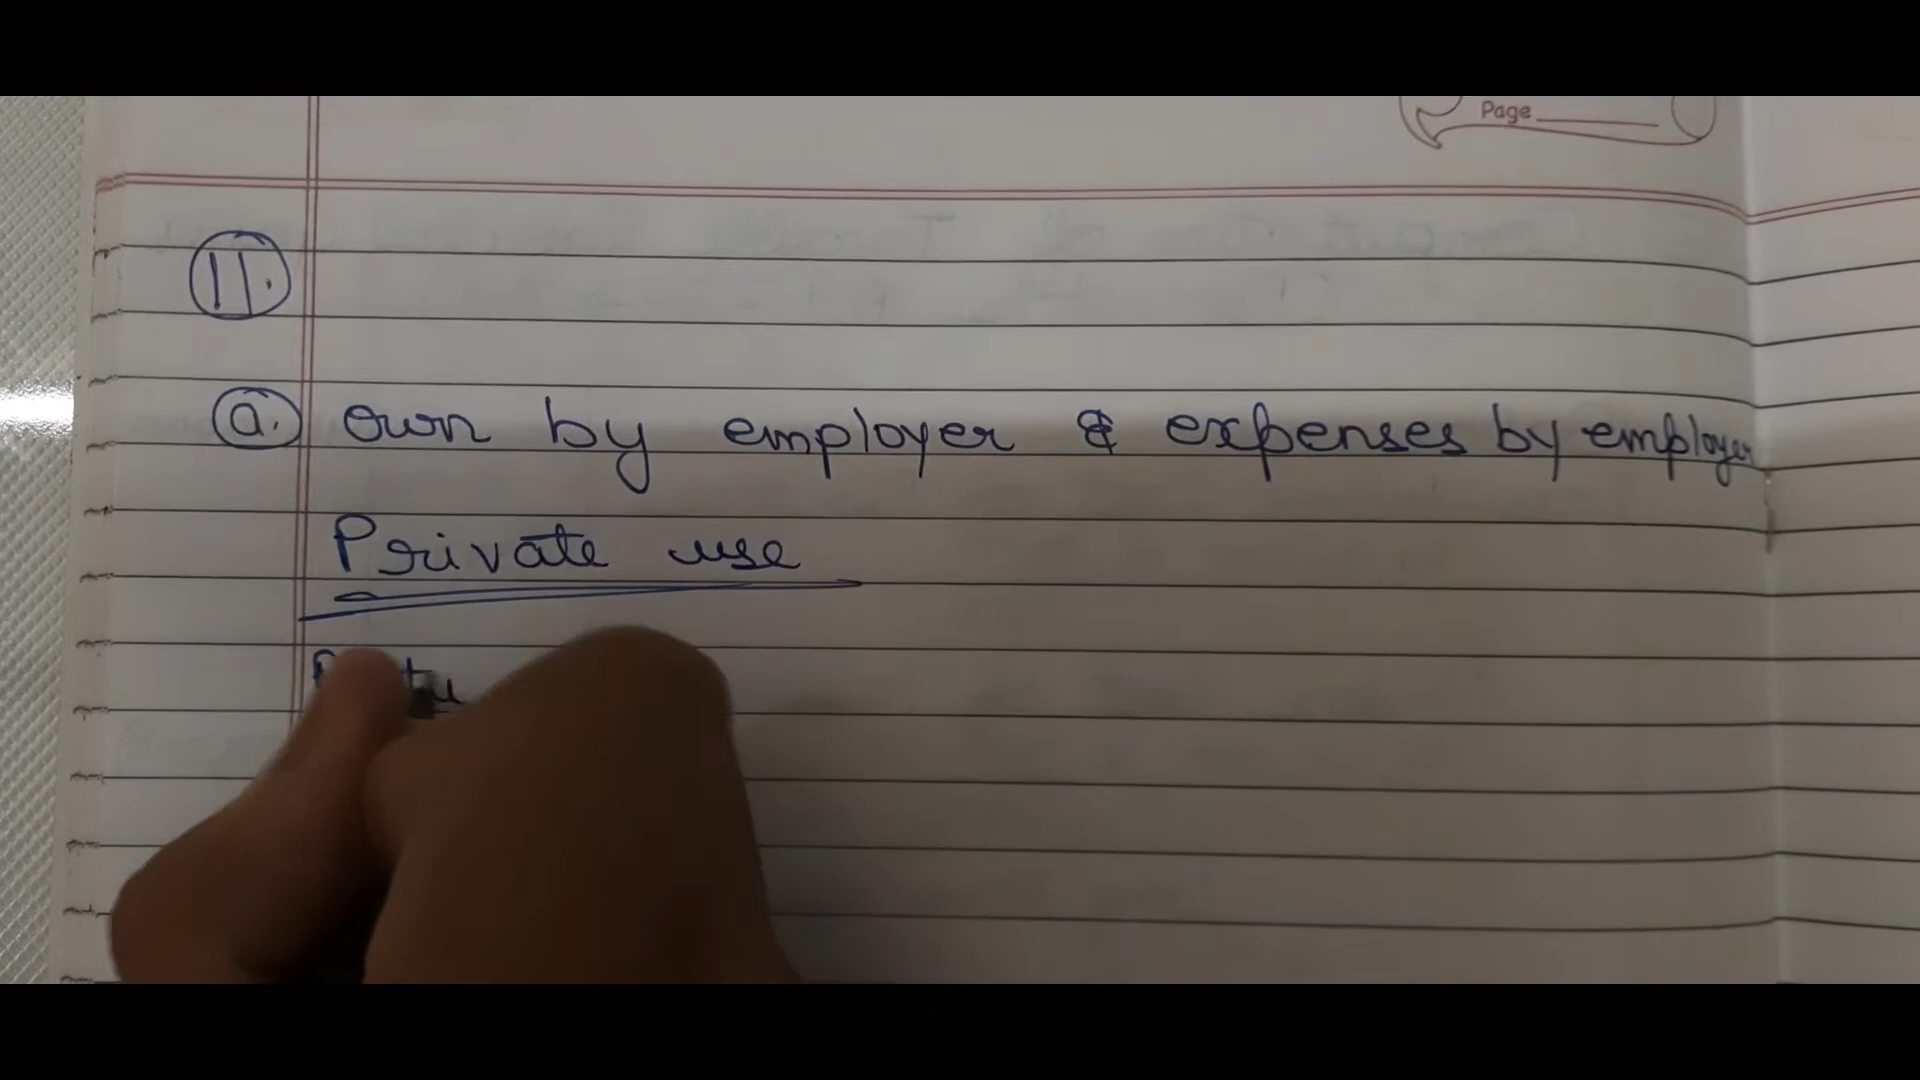 Page
11.
a. Own by employer & expenses by employer
Private use